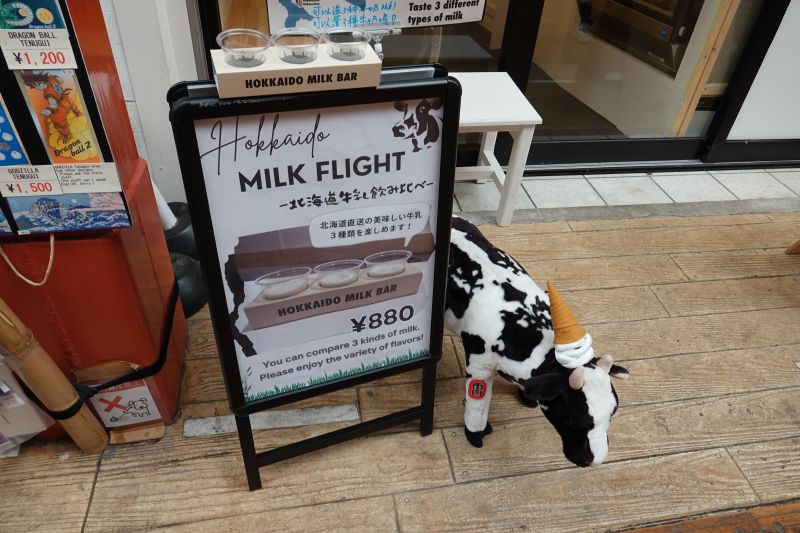 DRAGON BALL
TENUGUI
¥1,200
Dragonball.Z
GODZILLA
TENUGUI
¥1,500
Taste 3 different
types of milk
HOKKAIDO MILK BAR
Hokkaido
MILK FLIGHT
-北海道牛乳飲み比べ-
北海道直送の美味しい牛乳
3種類を楽しめます!
HOKKAIDO MILK BAR
¥880
You can compare 3 kinds of milk.
Please enjoy the variety of flavors!